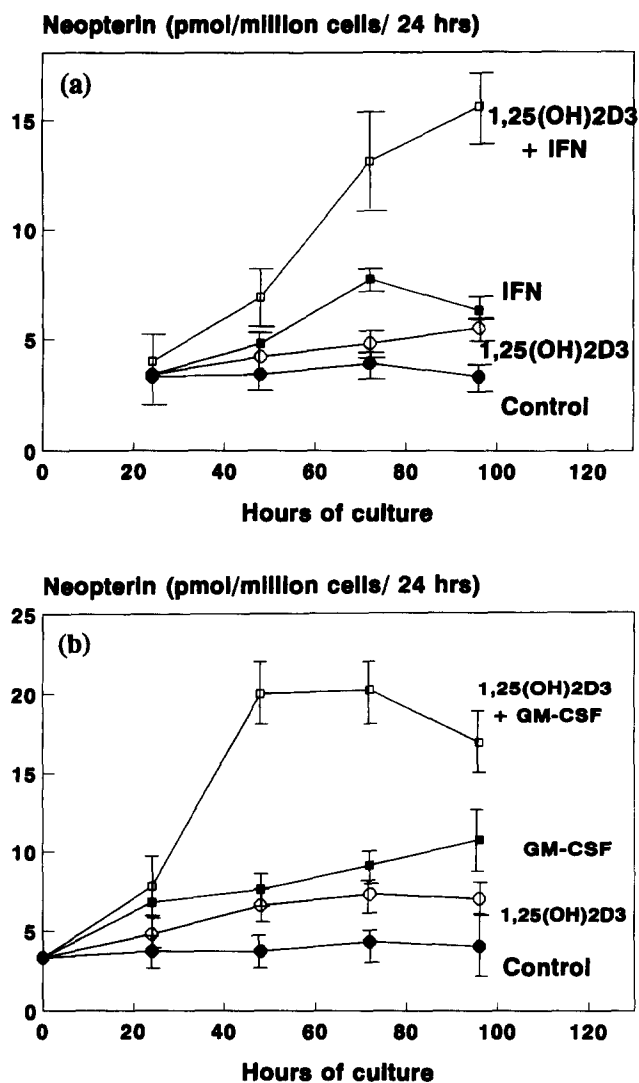 Neopterin (pmol/million cells/ 24 hrs)
(a)
15
10
5
0
1,25(OH)2D3
+ IFN
IFN
1,25(OH)2D3
Control
0 20 40 60 80 100 120
Hours of culture
Neopterin (pmol/million cells/ 24 hrs)
25
(b)
20
15
10
5
0
1,25(OH)2D3
+ GM-CSF
GM-CSF
1,25(OH)2D3
Control
0 20 40 60 80 100 120
Hours of culture